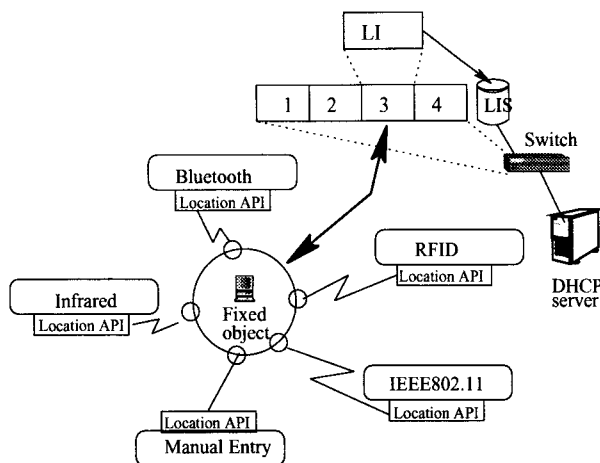 LI
1 2 3 4
LIS
Switch
Bluetooth
Location API
DHCP
server
RFID
Location API
Infrared
Location API
Fixed
object
IEEE802.11
Location API
Location API
Manual Entry